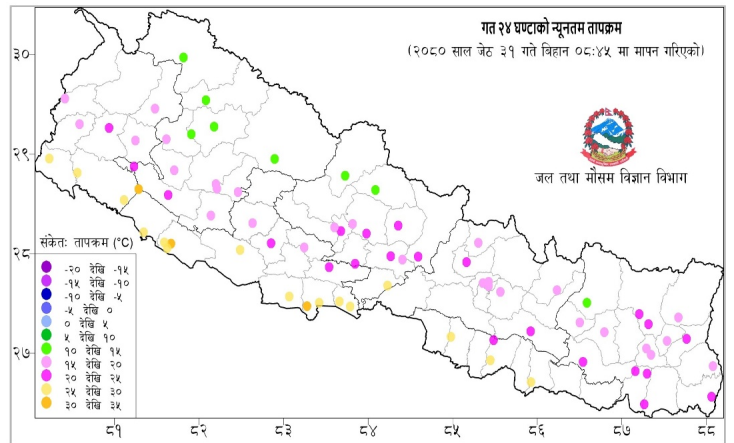 गत २४ घण्टाको न्यूनतम तापक्रम
(२०८० साल जेठ ३१ गते बिहान ०८:४५ मा मापन गरिएको)
जल तथा मौसम विज्ञान विभाग
३०
२९
२८
२७
संकेतः तापक्रम (°C)
-२० देखि -१५
-१५ देखि -१०
-१० देखि -५
-५ देखि ०
० देखि ५
५ देखि १०
१० देखि १५
१५ देखि २०
२० देखि २५
२५ देखि ३०
३० देखि ३५
८१ ८२ ८३ ८४ ८५ ८६ ८७ ८८